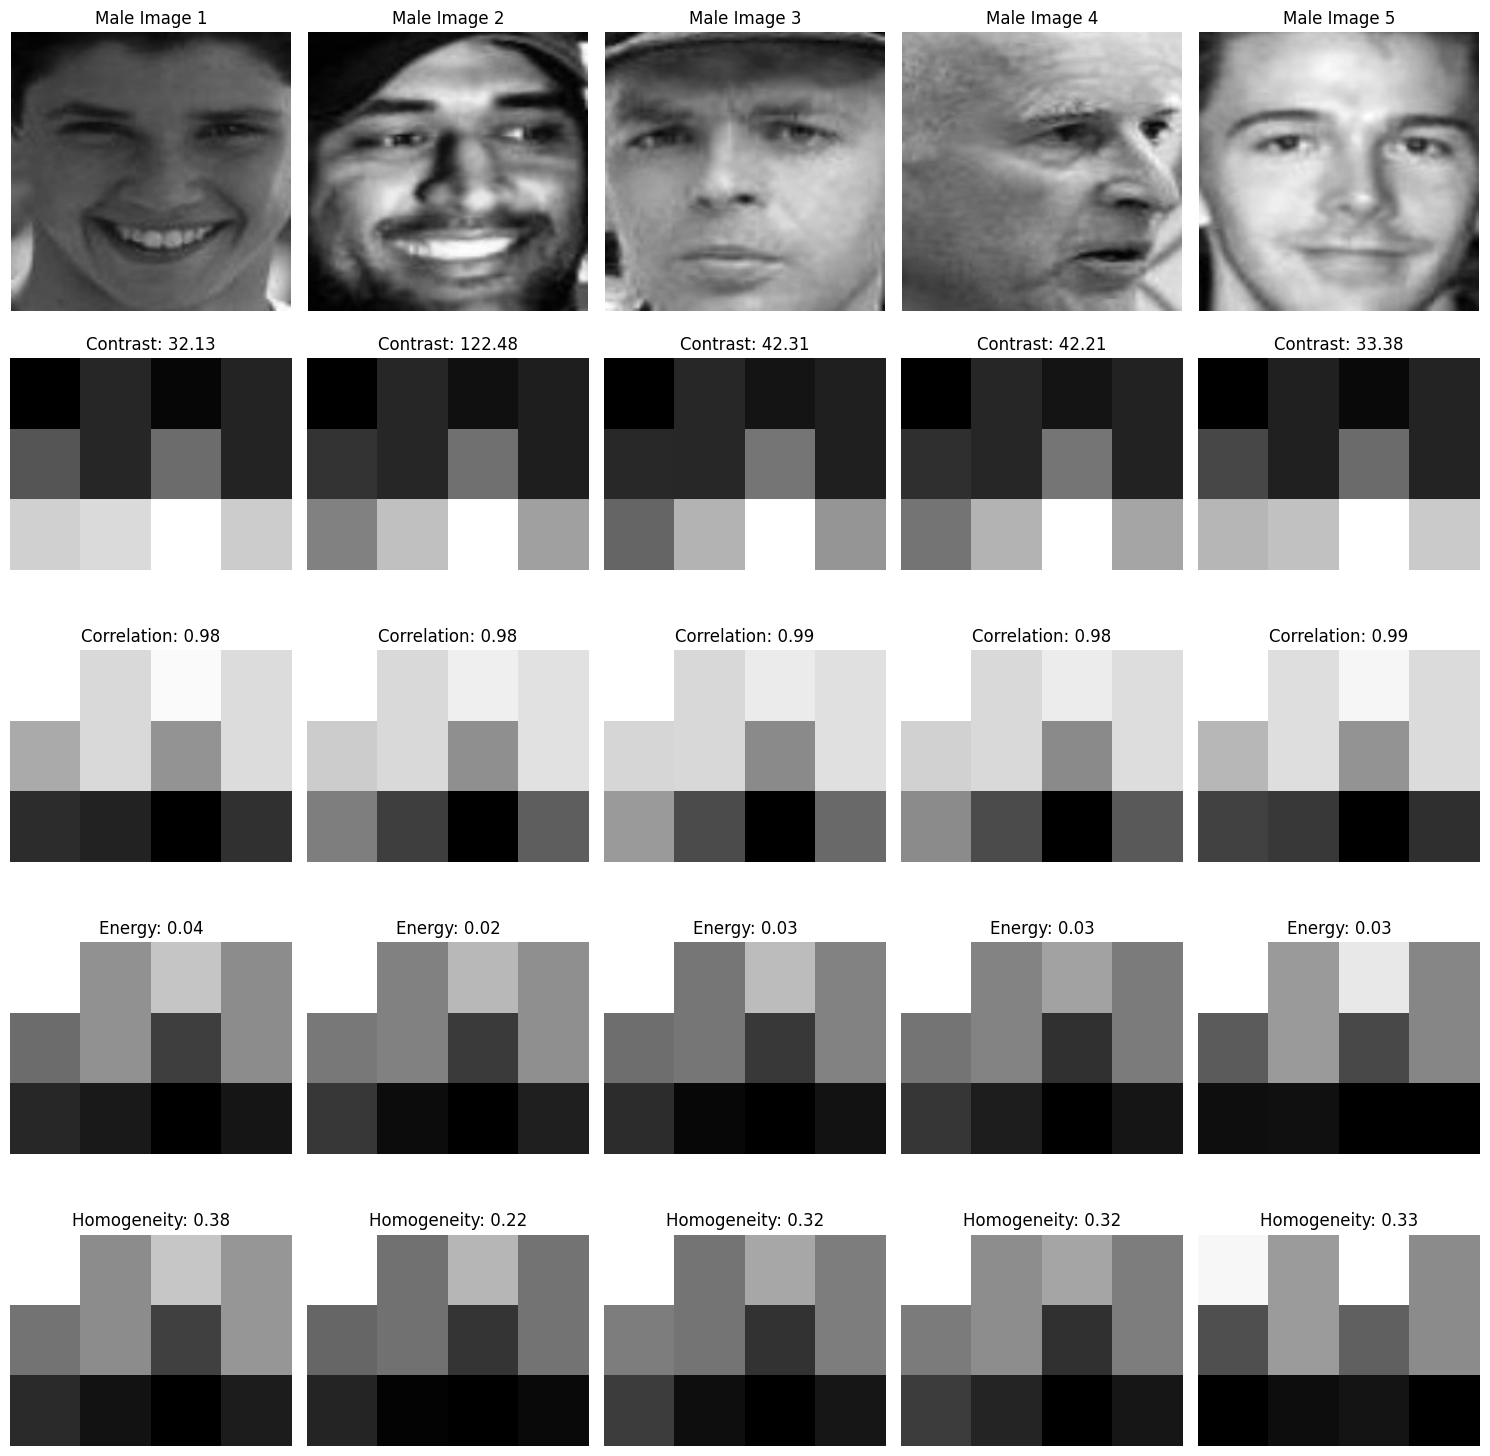 Male Image 1
Male Image 2
Male Image 3
Male Image 4
Male Image 5
Contrast: 32.13
Contrast: 122.48
Contrast: 42.31
Contrast: 42.21
Contrast: 33.38
Correlation: 0.98
Correlation: 0.98
Correlation: 0.99
Correlation: 0.98
Correlation: 0.99
Energy: 0.04
Energy: 0.02
Energy: 0.03
Energy: 0.03
Energy: 0.03
Homogeneity: 0.38
Homogeneity: 0.22
Homogeneity: 0.32
Homogeneity: 0.32
Homogeneity: 0.33